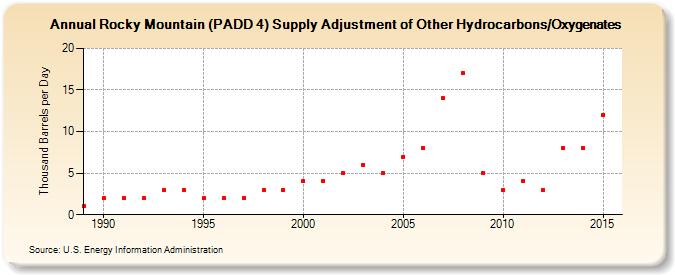 Annual Rocky Mountain (PADD 4) Supply Adjustment of Other Hydrocarbons/Oxygenates
Thousand Barrels per Day
20
15
10
5
0
1990 1995 2000 2005 2010 2015
Source: U.S. Energy Information Administration